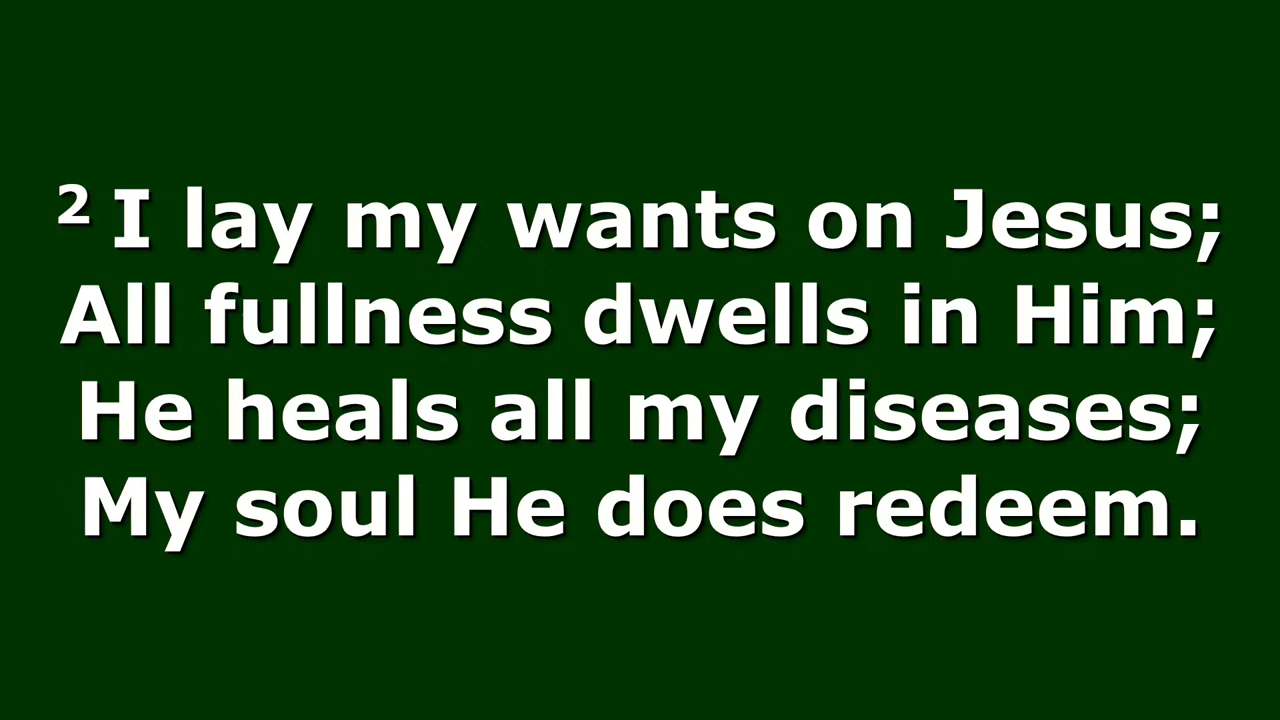 ² I lay my wants on Jesus;
All fullness dwells in Him;
He heals all my diseases;
My soul He does redeem.